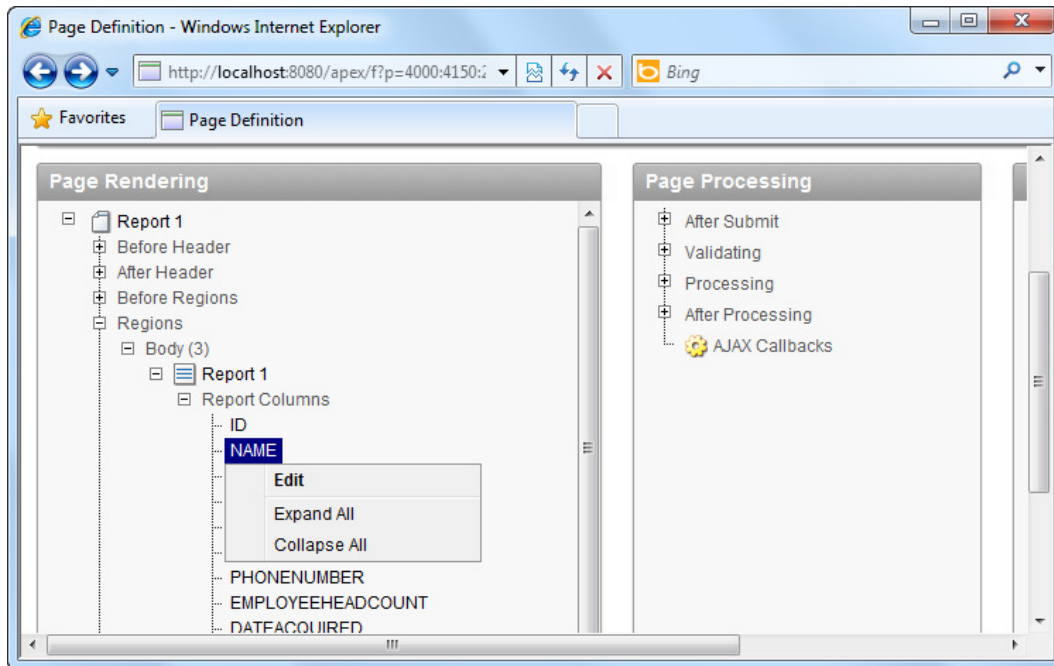 Page Definition - Windows Internet Explorer
http://localhost:8080/apex/f?p=4000:4150:2
Bing
Favorites
Page Definition
Page Rendering
Report 1
Before Header
After Header
Before Regions
Regions
Body (3)
Report 1
Report Columns
ID
NAME
Edit
Expand All
Collapse All
PHONENUMBER
EMPLOYEEHEADCOUNT
DATEACQUIRED
Page Processing
After Submit
Validating
Processing
After Processing
AJAX Callbacks